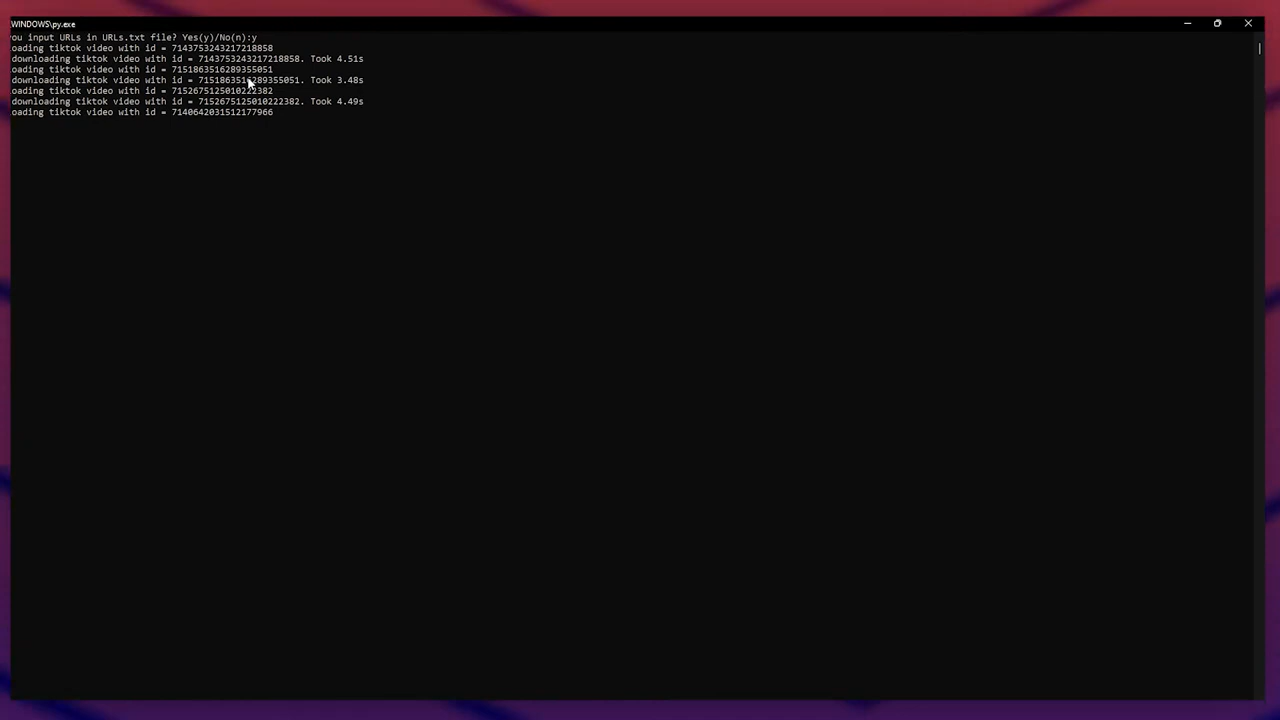 WINDOWS\py.exe
you input URLs in URLs.txt file? Yes(y)/No(n):y
oading tiktok video with id = 7143753243217218858
downloading tiktok video with id = 7143753243217218858. Took 4.51s
oading tiktok video with id = 7151863516289355051
downloading tiktok video with id = 7151863516289355051. Took 3.48s
oading tiktok video with id = 7152675125010222382
downloading tiktok video with id = 7152675125010222382. Took 4.49s
oading tiktok video with id = 7140642031512177966